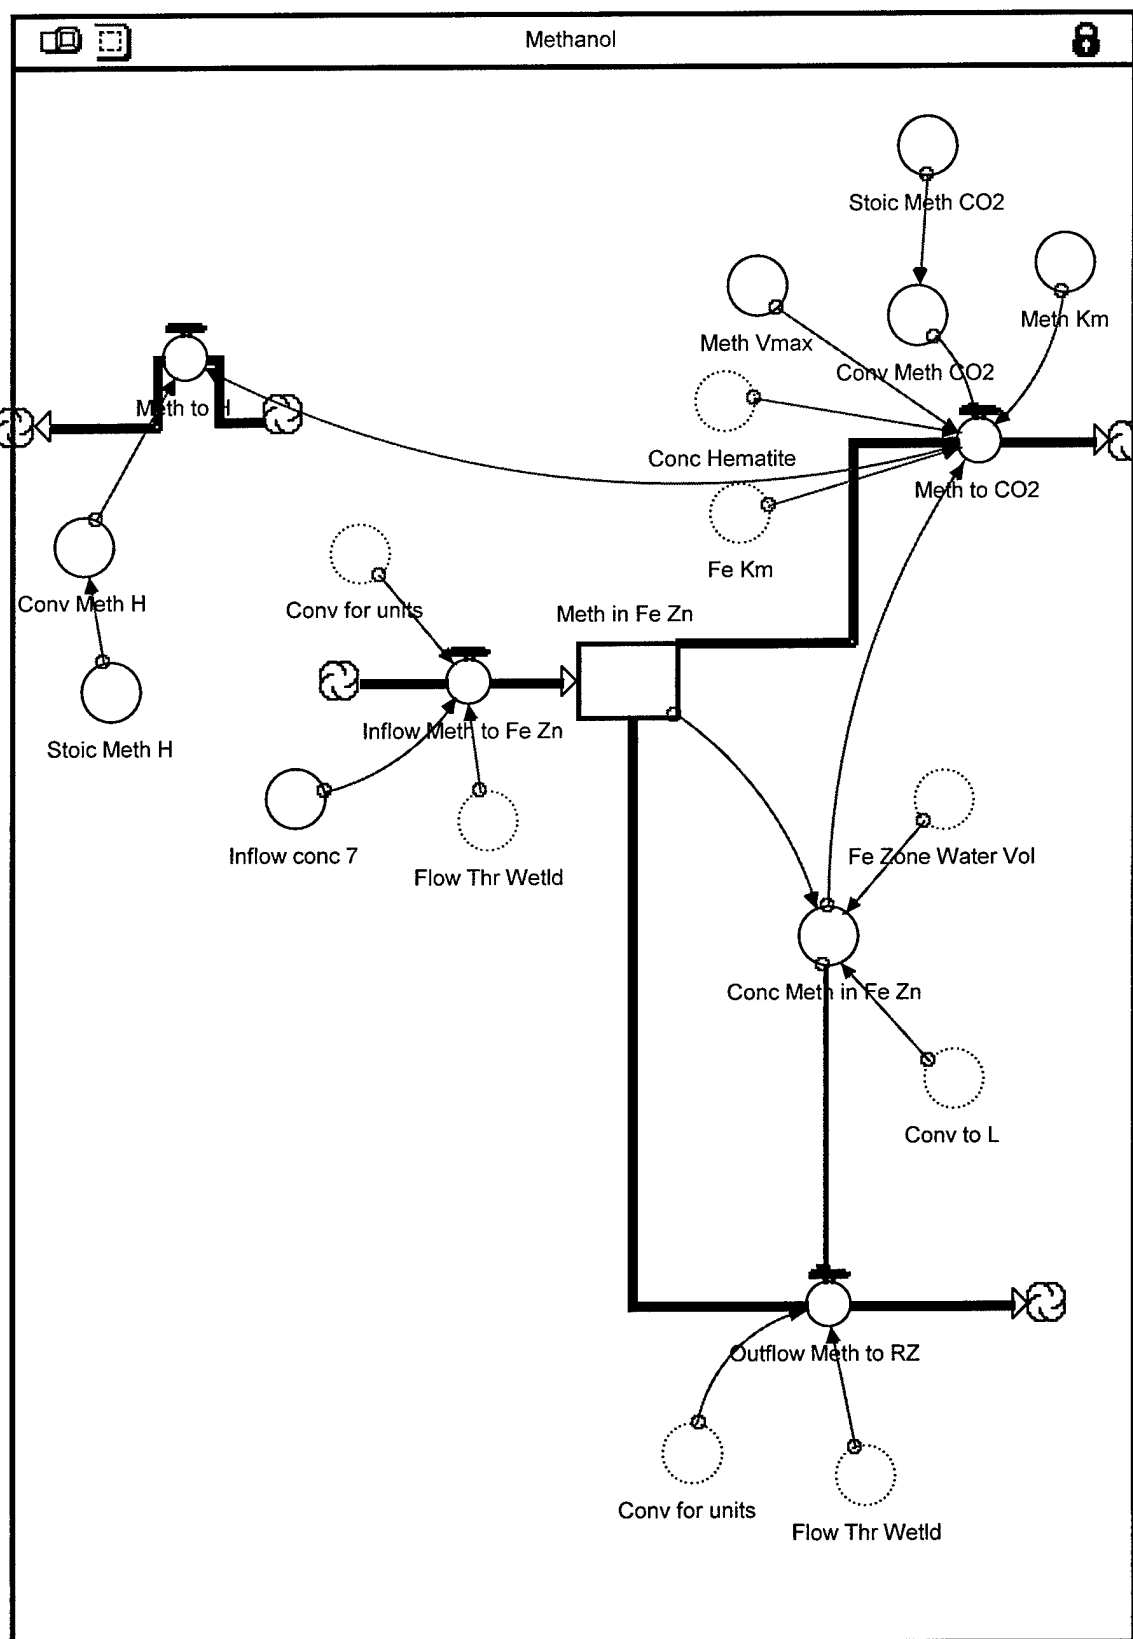 Methanol
Stoic Meth CO2
Meth Km
Meth Vmax
Conv Meth CO2
Meth to H
Conc Hematite
Meth to CO2
Fe Km
Conv Meth H
Conv for units
Meth in Fe Zn
Inflow Meth to Fe Zn
Stoic Meth H
Inflow conc 7
Flow Thr Wetld
Fe Zone Water Vol
Conc Meth in Fe Zn
Conv to L
Outflow Meth to RZ
Conv for units
Flow Thr Wetld